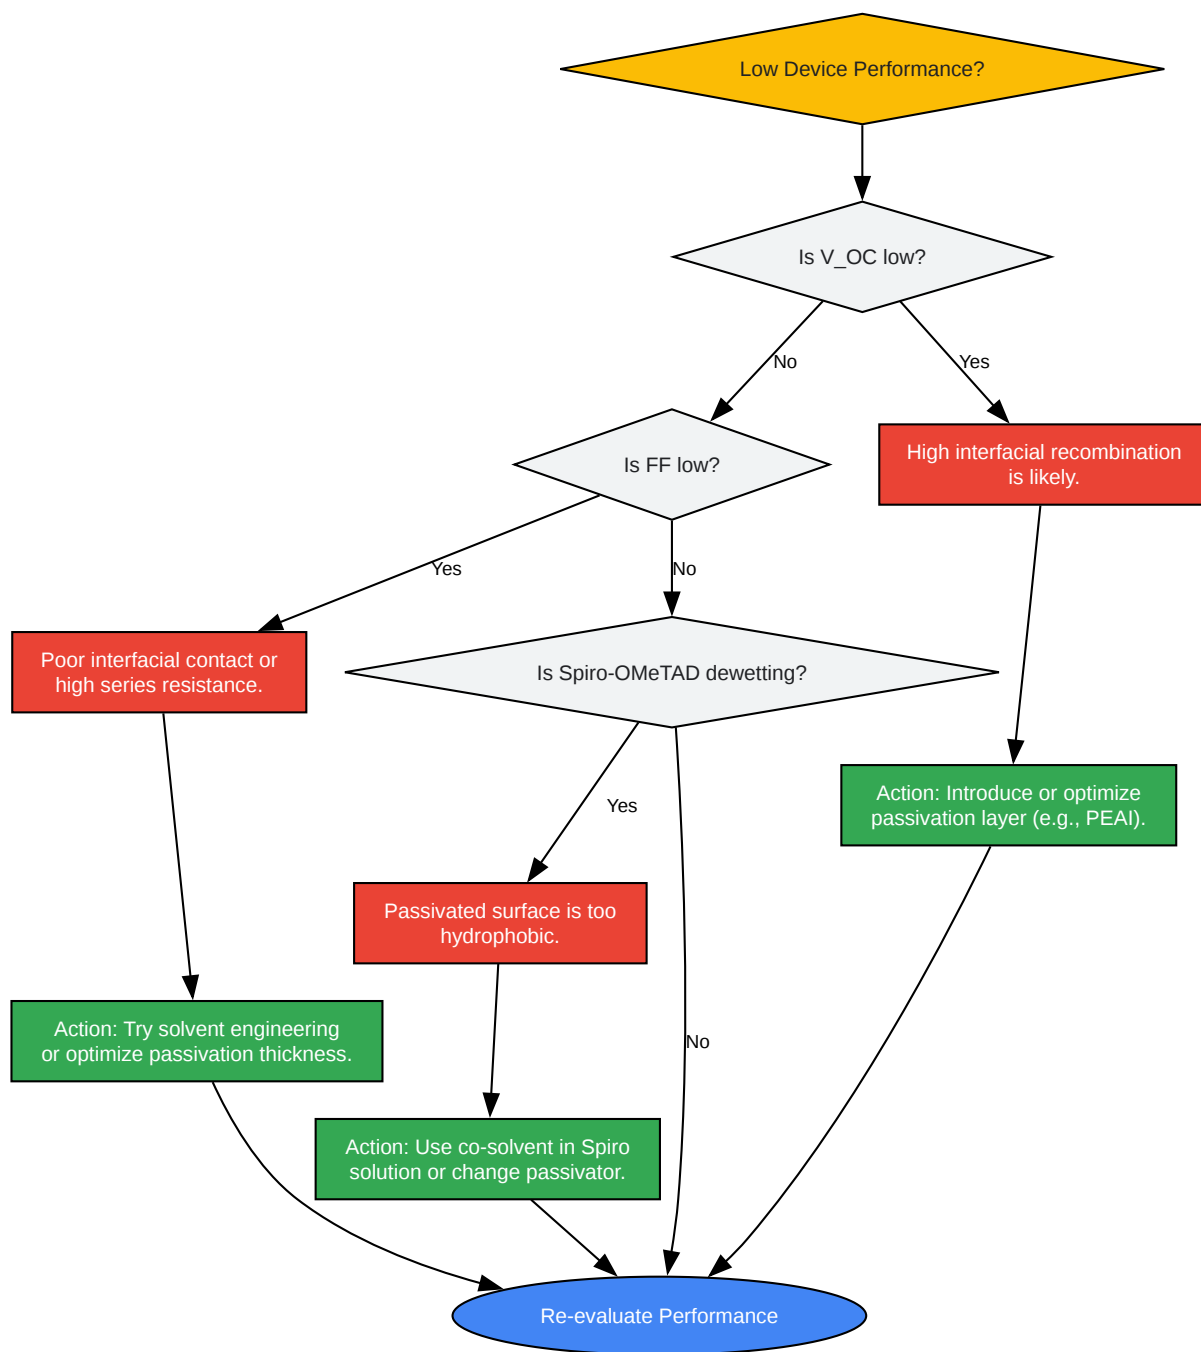 Low Device Performance?
Is V_OC low?
No
Yes
Is FF low?
High interfacial recombination
is likely.
Yes
No
Poor interfacial contact or
high series resistance.
Is Spiro-OMeTAD dewetting?
Action: Introduce or optimize
passivation layer (e.g., PEAI).
Yes
Passivated surface is too
hydrophobic.
Action: Try solvent engineering
or optimize passivation thickness.
No
Action: Use co-solvent in Spiro
solution or change passivator.
Re-evaluate Performance